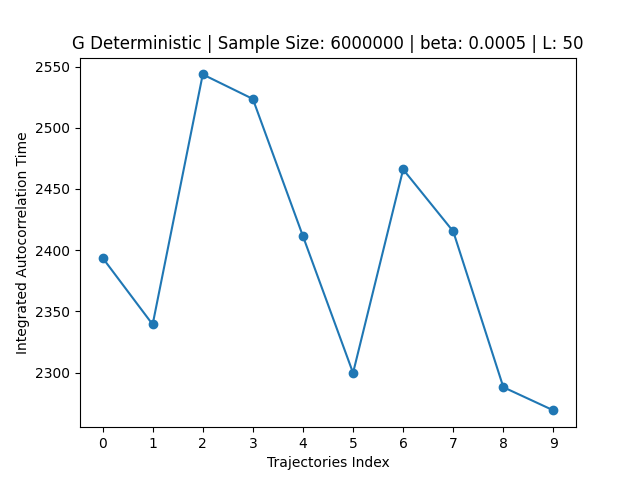 G Deterministic | Sample Size: 6000000 | beta: 0.0005 | L: 50
Integrated Autocorrelation Time
2550
2500
2450
2400
2350
2300
0 1 2 3 4 5 6 7 8 9
Trajectories Index